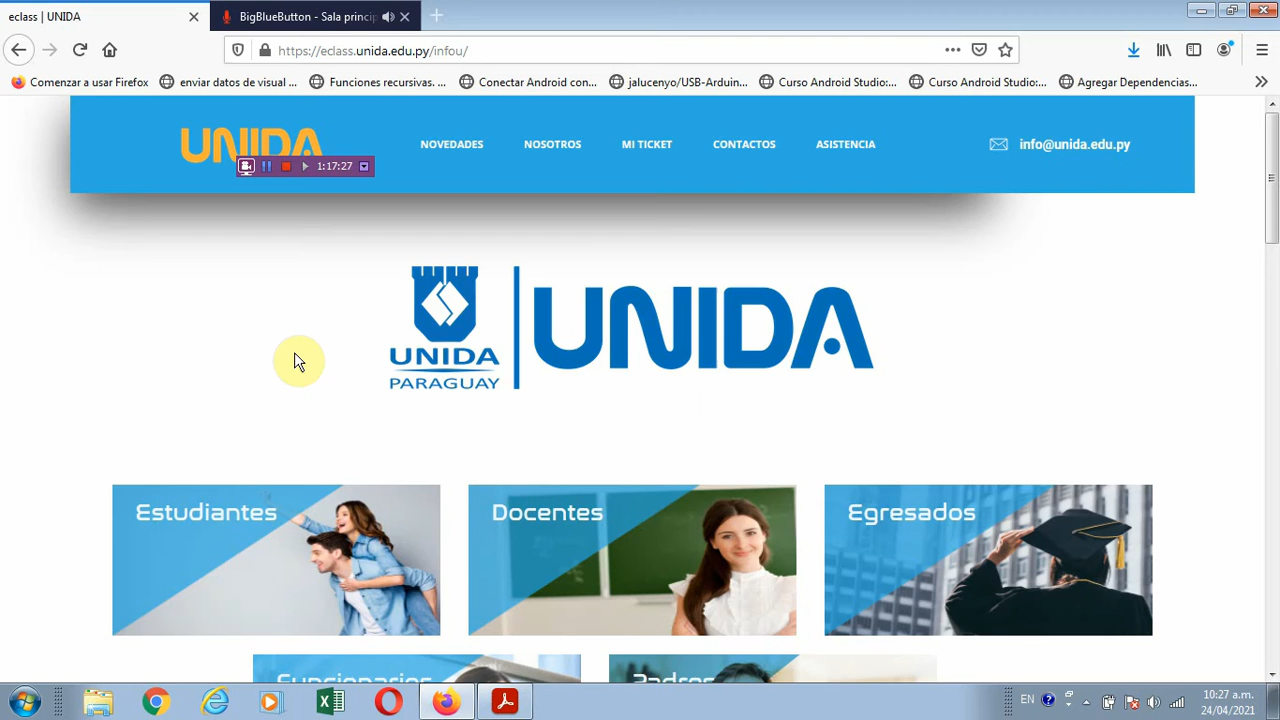 eclass | UNIDA
BigBlueButton - Sala princip
https://eclass.unida.edu.py/infou/
Comenzar a usar Firefox
enviar datos de visual ...
Funciones recursivas. ...
Conectar Android con...
jalucenyo/USB-Arduin...
Curso Android Studio:...
Curso Android Studio:...
Agregar Dependencias...
UNIDA
NOVEDADES
NOSOTROS
MI TICKET
CONTACTOS
ASISTENCIA
info@unida.edu.py
1:17:27
UNIDA
PARAGUAY
UNIDA
Estudiantes
Docentes
Egresados
Funcionarios
Padres
EN
10:27 a.m.
24/04/2021